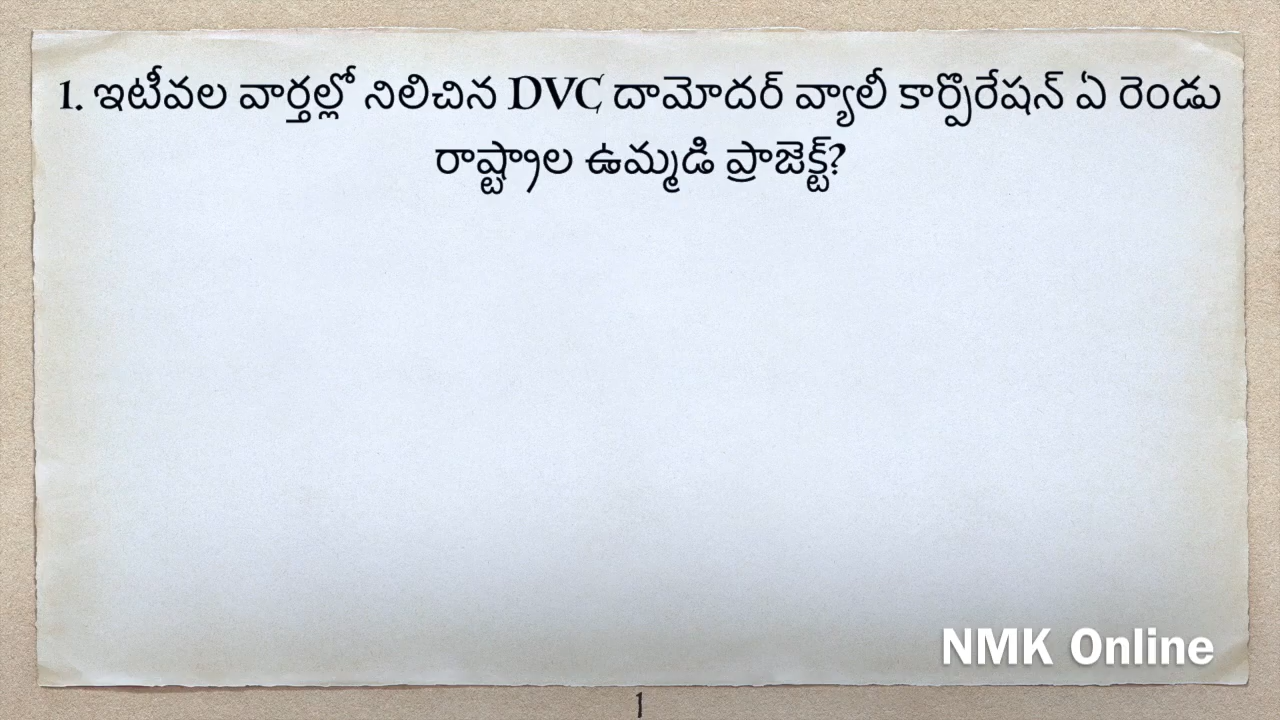 1. ఇటీవల వార్తల్లో నిలిచిన DVC, దామోదర్ వ్యాలీ కార్పొరేషన్ ఏ రెండు
రాష్ట్రాల ఉమ్మడి ప్రాజెక్ట్?
NMK Online
1